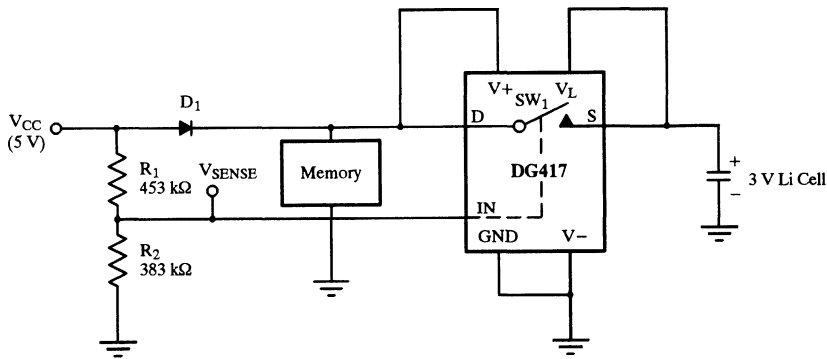 V+
VL
SW1
D1
VCC
(5 V)
D
S
R1
453 kΩ
VSENSE
Memory
DG417
+
3 V Li Cell
−
IN
GND
V−
R2
383 kΩ